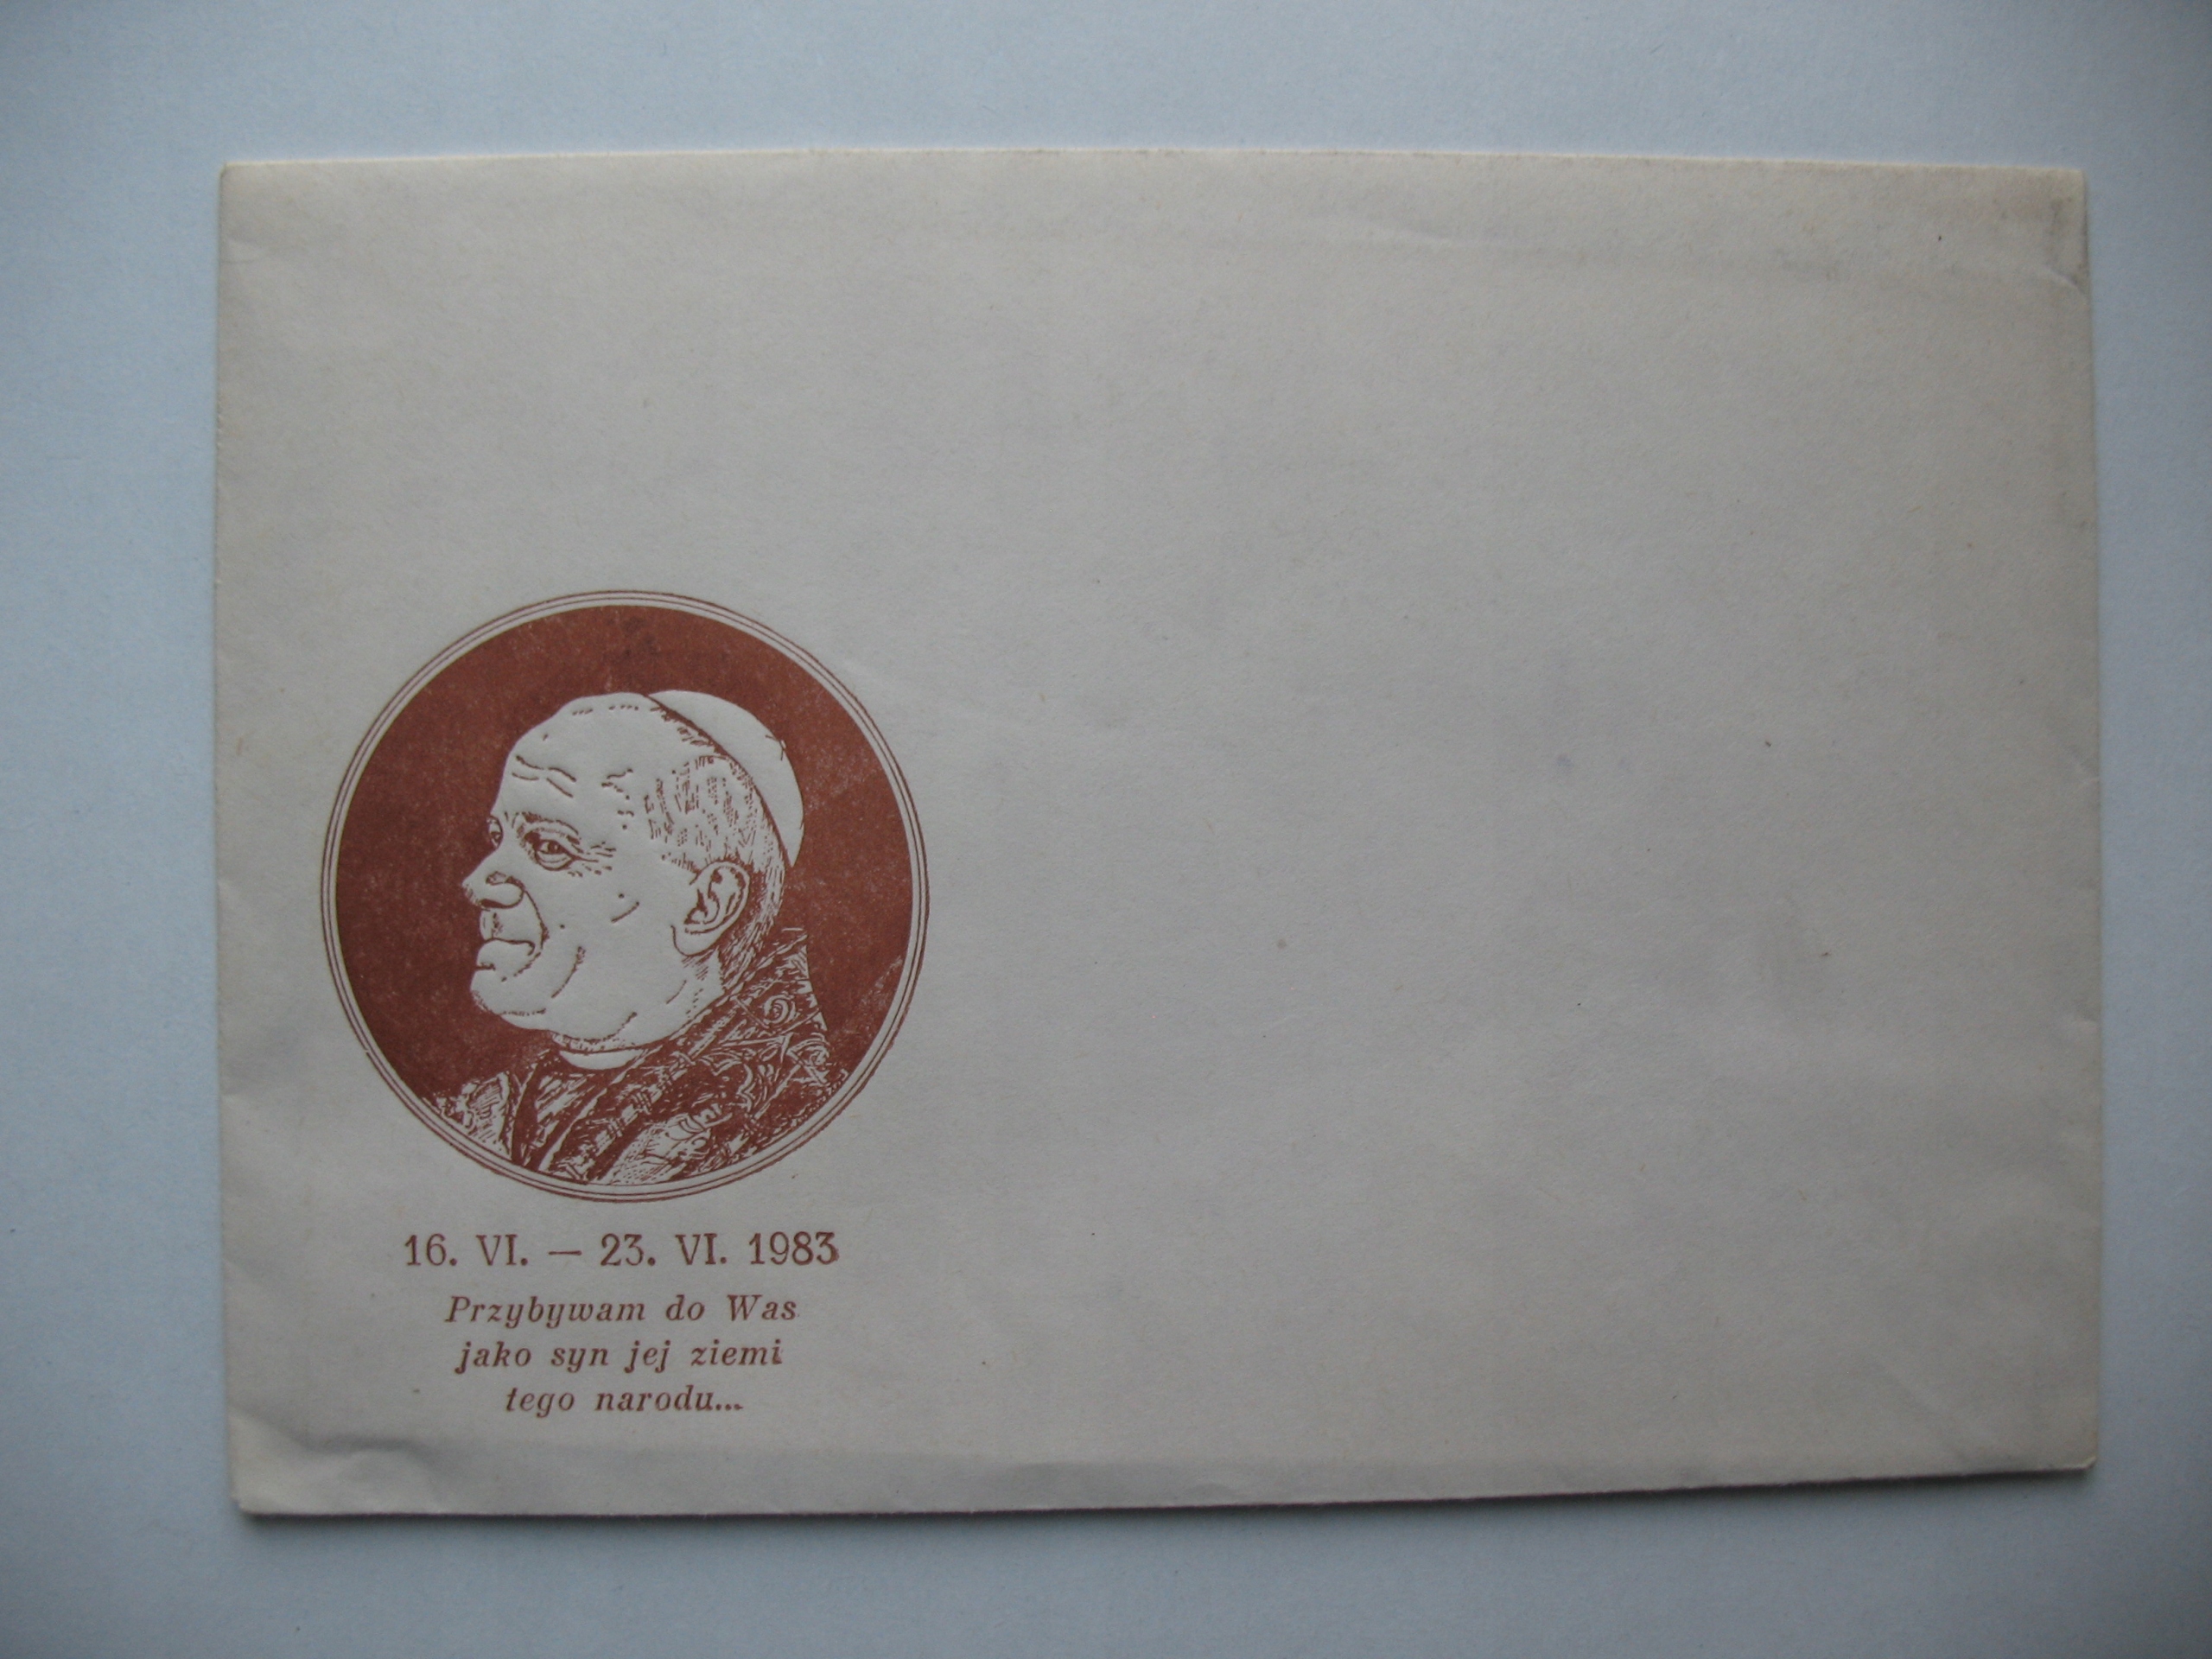 16. VI. — 23. VI. 1983
Przybywam do Was
jako syn jej ziemi
tego narodu...